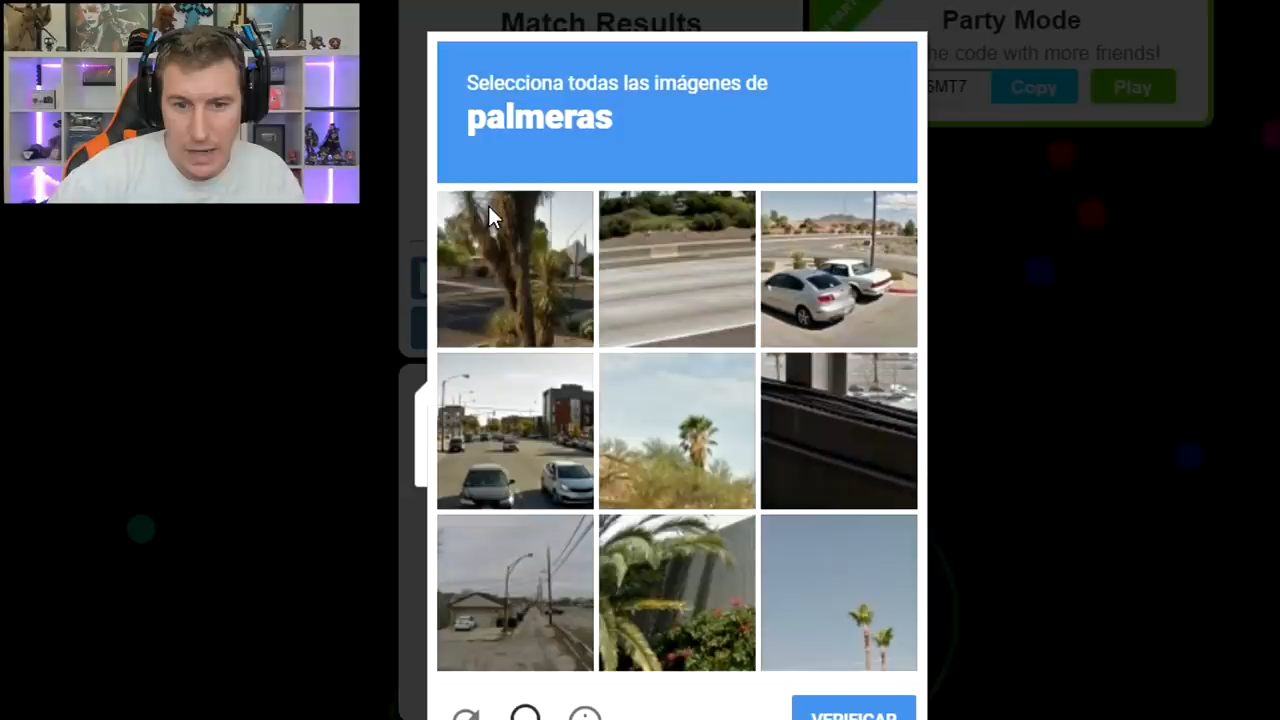 Match Results
Party Mode
he code with more friends!
SMT7
Copy
Play
Selecciona todas las imágenes de
palmeras
VERIFICAR